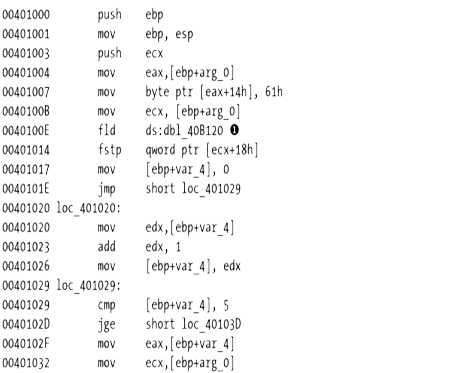 00401000 push ebp
00401001 mov ebp, esp
00401003 push ecx
00401004 mov eax,[ebp+arg_0]
00401007 mov byte ptr [eax+14h], 61h
0040100B mov ecx, [ebp+arg_0]
0040100E fld ds:dbl_40B120 ❶
00401014 fstp qword ptr [ecx+18h]
00401017 mov [ebp+var_4], 0
0040101E jmp short loc_401029
00401020 loc_401020:
00401020 mov edx,[ebp+var_4]
00401023 add edx, 1
00401026 mov [ebp+var_4], edx
00401029 loc_401029:
00401029 cmp [ebp+var_4], 5
0040102D jge short loc_40103D
0040102F mov eax,[ebp+var_4]
00401032 mov ecx,[ebp+arg_0]